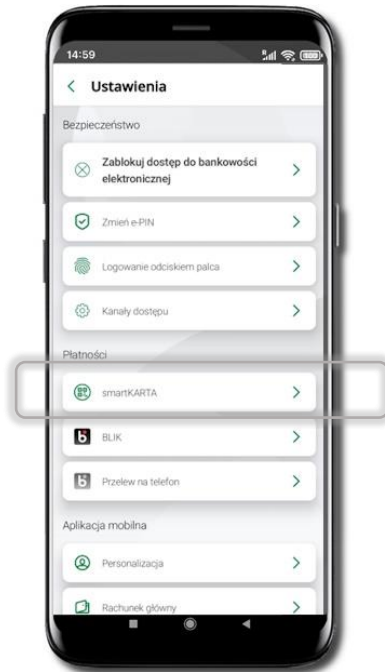 14:59
Ustawienia
Bezpieczeństwo
Zablokuj dostęp do bankowości
elektronicznej
Zmień e-PIN
Logowanie odciskiem palca
Kanały dostępu
Płatności
smartKARTA
BLIK
Przelew na telefon
Aplikacja mobilna
Personalizacja
Rachunek główny